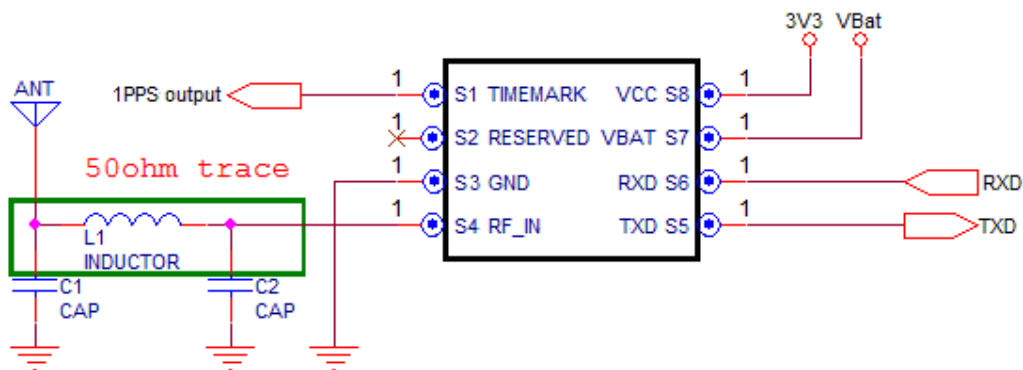 3V3 VBat
ANT
1PPS output
1
S1 TIMEMARK
VCC S8
1
1
S2 RESERVED
VBAT S7
1
50ohm trace
1
S3 GND
RXD S6
1
RXD
1
S4 RF_IN
TXD S5
1
TXD
L1
INDUCTOR
C1
CAP
C2
CAP